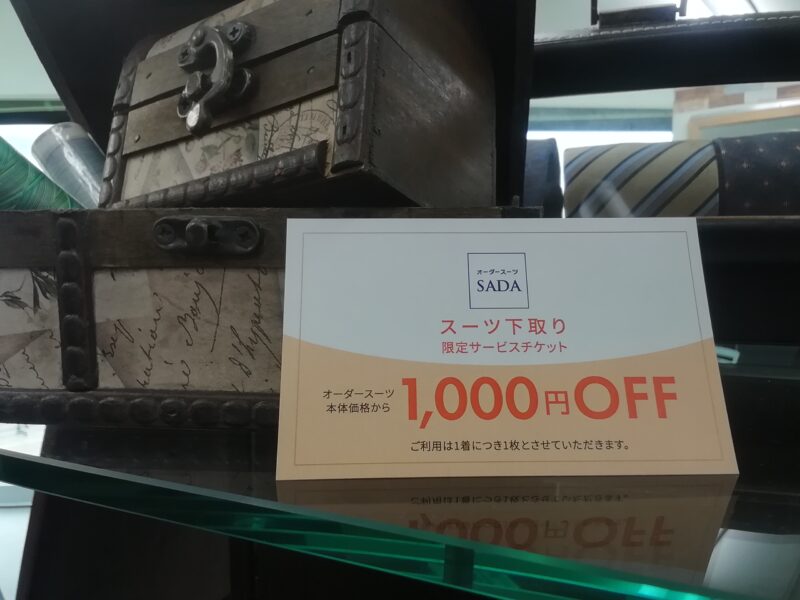 オーダースーツ
SADA
スーツ下取り
限定サービスチケット
オーダースーツ
本体価格から
1,000円OFF
ご利用は1着につき1枚とさせていただきます。